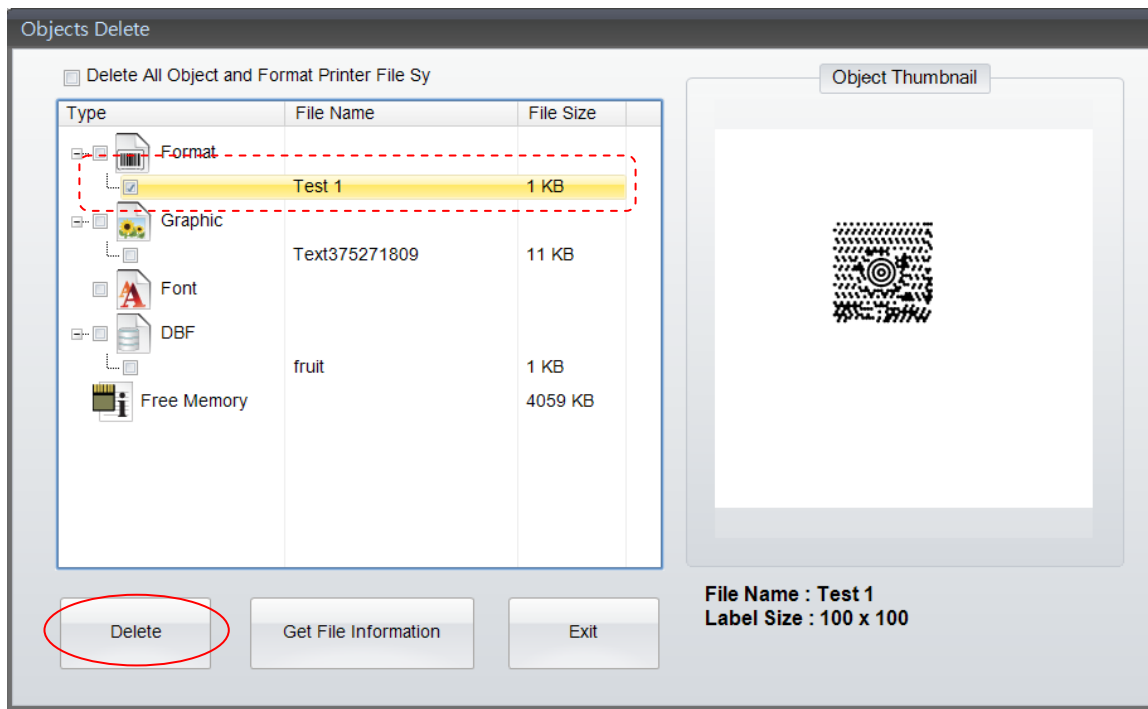 Objects Delete
Delete All Object and Format Printer File Sy
Type File Name File Size
Format
Test 1 1 KB
Graphic
Text375271809 11 KB
Font
DBF
fruit 1 KB
Free Memory 4059 KB
Delete Get File Information Exit
Object Thumbnail
File Name : Test 1
Label Size : 100 x 100